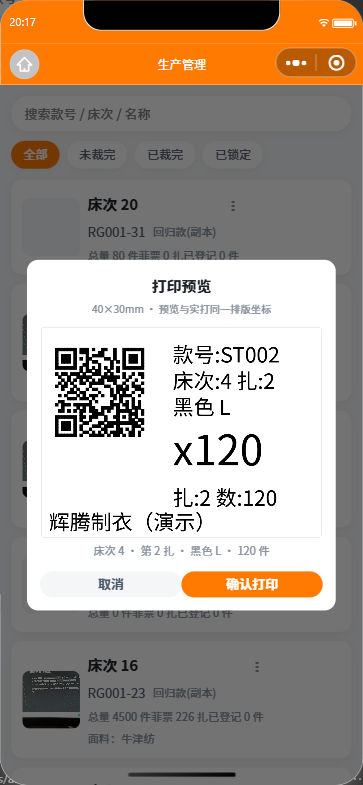 20:17
生产管理
搜索款号 / 床次 / 名称
全部
未裁完
已裁完
已锁定
床次 20
RG001-31 回归款(副本)
总量 80 件菲票 0 扎已登记 0 件
打印预览
40×30mm · 预览与实打同一排版坐标
款号:ST002
床次:4 扎:2
黑色 L
x120
扎:2 数:120
辉腾制衣（演示）
床次 4 · 第 2 扎 · 黑色 L · 120 件
取消
确认打印
总量 0 件菲票 0 扎已登记 0 件
床次 16
RG001-23 回归款(副本)
总量 4500 件菲票 226 扎已登记 0 件
面料：牛津纺